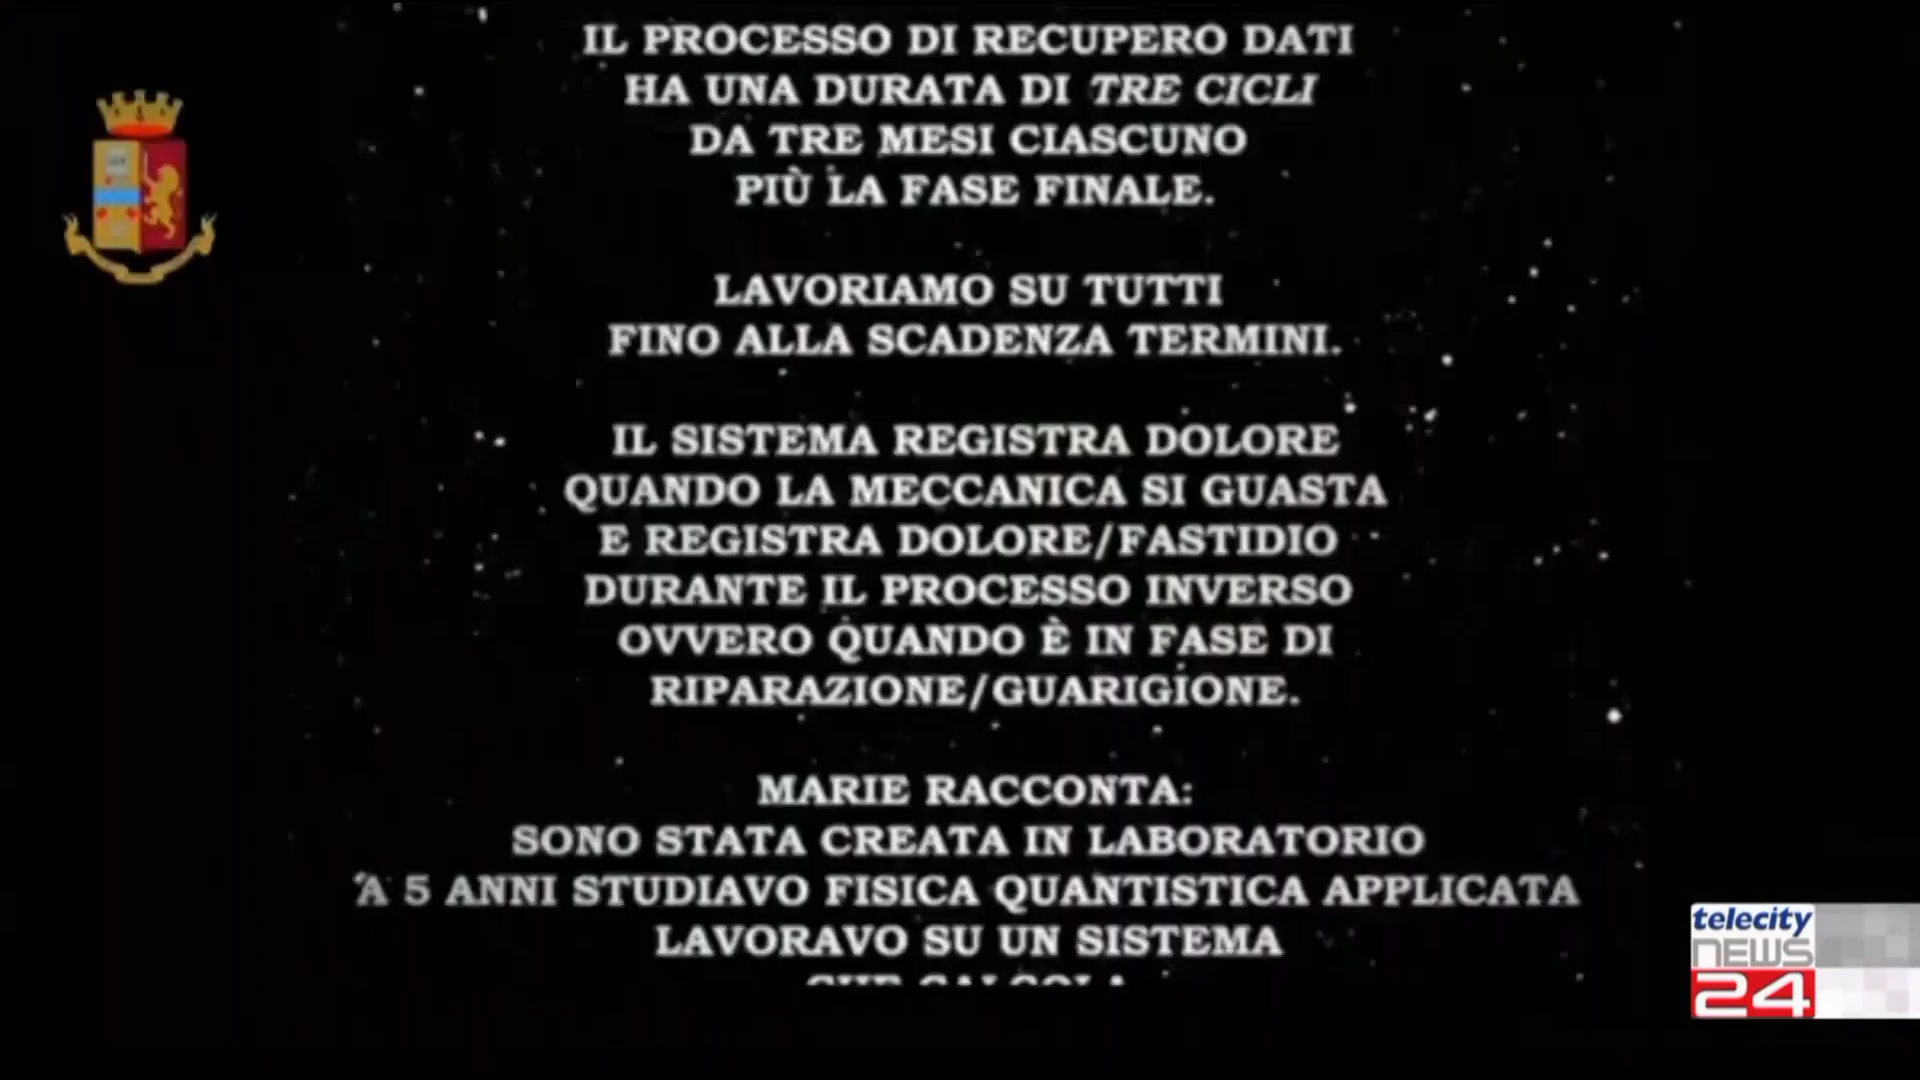 IL PROCESSO DI RECUPERO DATI
HA UNA DURATA DI TRE CICLI
DA TRE MESI CIASCUNO
PIÙ LA FASE FINALE.
LAVORIAMO SU TUTTI
FINO ALLA SCADENZA TERMINI.
IL SISTEMA REGISTRA DOLORE
QUANDO LA MECCANICA SI GUASTA
E REGISTRA DOLORE/FASTIDIO
DURANTE IL PROCESSO INVERSO
OVVERO QUANDO È IN FASE DI
RIPARAZIONE/GUARIGIONE.
MARIE RACCONTA:
SONO STATA CREATA IN LABORATORIO
A 5 ANNI STUDIAVO FISICA QUANTISTICA APPLICATA
LAVORAVO SU UN SISTEMA
CHE CALCOLA
telecity
NEWS
24